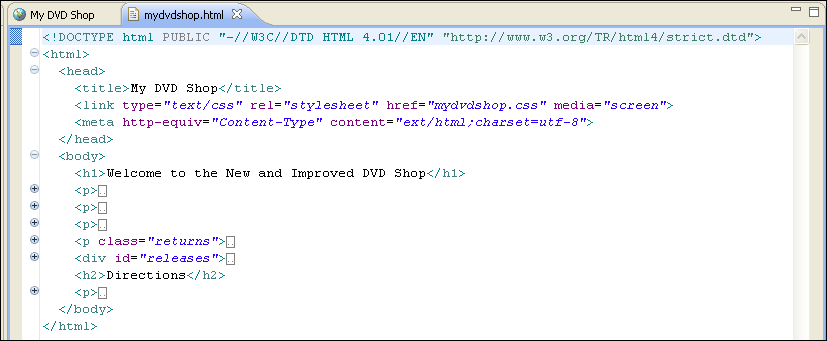 My DVD Shop mydvdshop.html
<!DOCTYPE html PUBLIC "-//W3C//DTD HTML 4.01//EN" "http://www.w3.org/TR/html4/strict.dtd">
<html>
<head>
<title>My DVD Shop</title>
<link type="text/css" rel="stylesheet" href="mydvdshop.css" media="screen">
<meta http-equiv="Content-Type" content="ext/html;charset=utf-8">
</head>
<body>
<h1>Welcome to the New and Improved DVD Shop</h1>
<p>..
<p>..
<p>..
<p class="returns">..
<div id="releases">..
<h2>Directions</h2>
<p>..
</body>
</html>